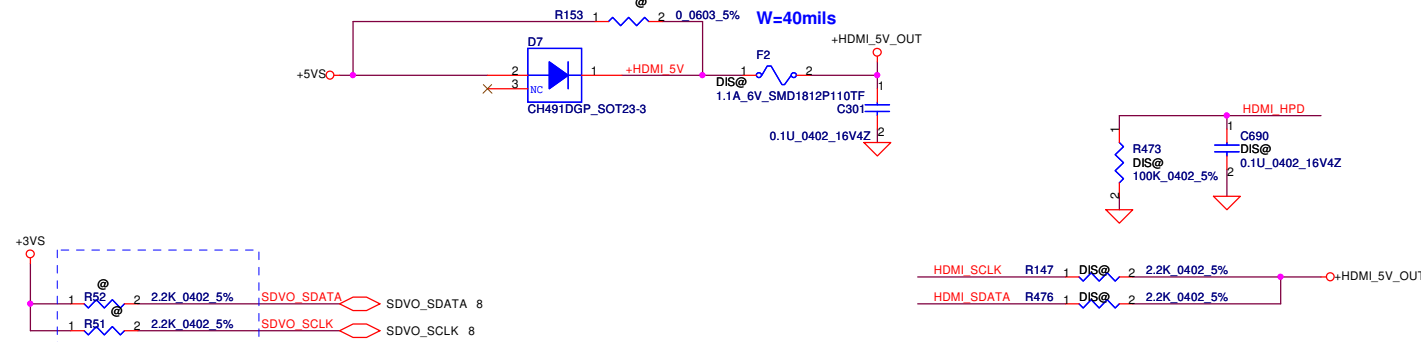 @
R153 1 2 0_0603_5% W=40mils
+HDMI_5V_OUT
D7
F2
+5VS 2 1 +HDMI_5V 1 2
3 NC
DIS@
1.1A_6V_SMD1812P110TF
CH491DGP_SOT23-3
1
C301
0.1U_0402_16V4Z 2
HDMI_HPD
1 1
R473 C690
DIS@ DIS@
100K_0402_5% 0.1U_0402_16V4Z
2 2
+3VS
@
1 R52 2 2.2K_0402_5% SDVO_SDATA SDVO_SDATA 8
@
1 R51 2 2.2K_0402_5% SDVO_SCLK SDVO_SCLK 8
HDMI_SCLK R147 1 DIS@ 2 2.2K_0402_5% +HDMI_5V_OUT
HDMI_SDATA R476 1 DIS@ 2 2.2K_0402_5%